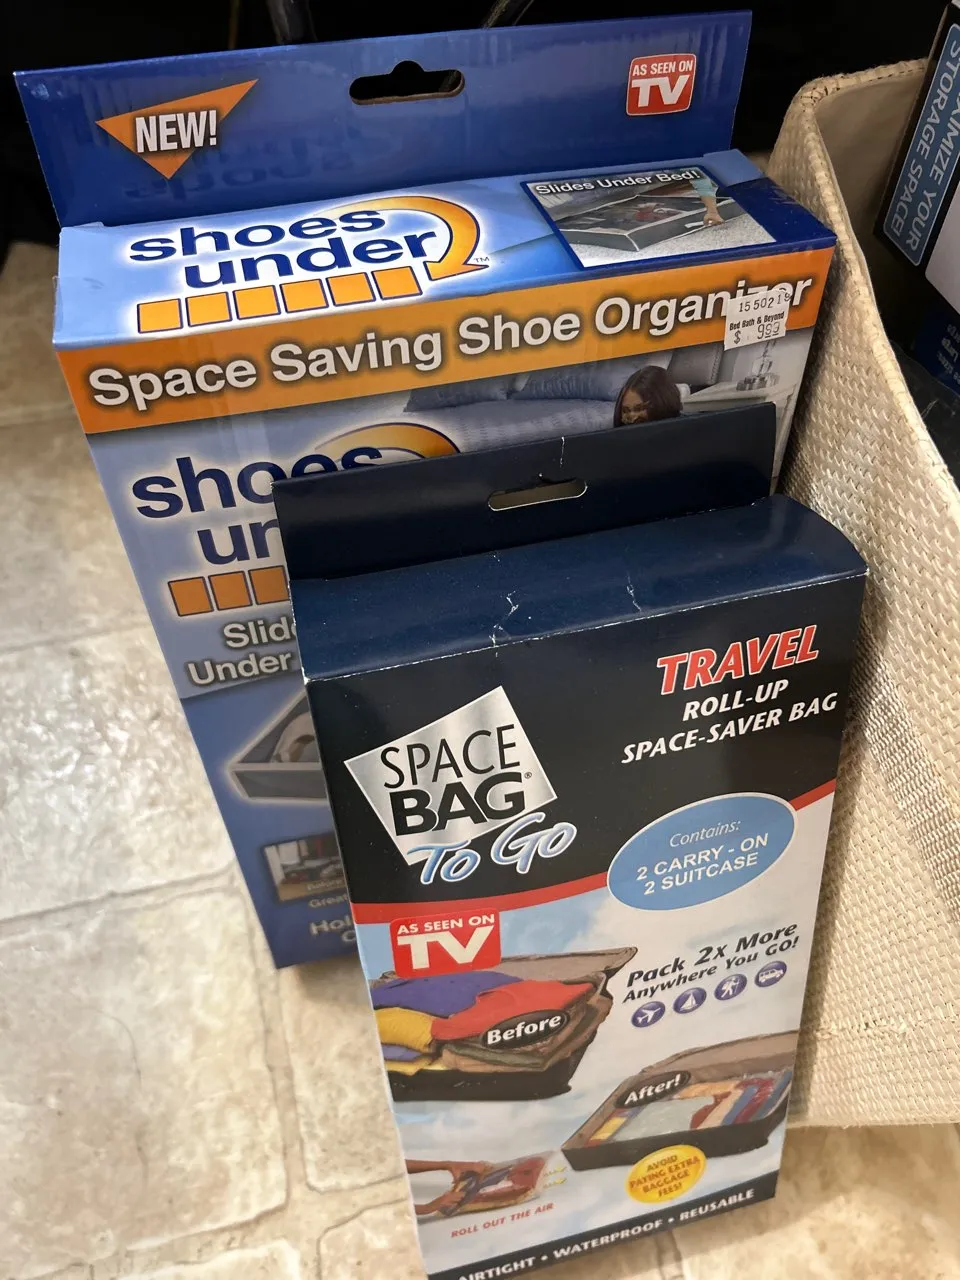 NEW!
AS SEEN ON
TV
shoes
under™
Slides Under Bed!
Space Saving Shoe Organizer
1550219
Bed Bath & Beyond
$ 9.99
shoes
Under
TRAVEL
ROLL-UP
SPACE-SAVER BAG
SPACE
BAG®
To Go
Contains:
2 CARRY - ON
2 SUITCASE
AS SEEN ON
TV
Pack 2x More
Anywhere You GO!
Before
After!
AVOID
PAYING EXTRA
BAGGAGE
FEES!
ROLL OUT THE AIR
AIRTIGHT • WATERPROOF • REUSABLE
STORAGE SPACE!